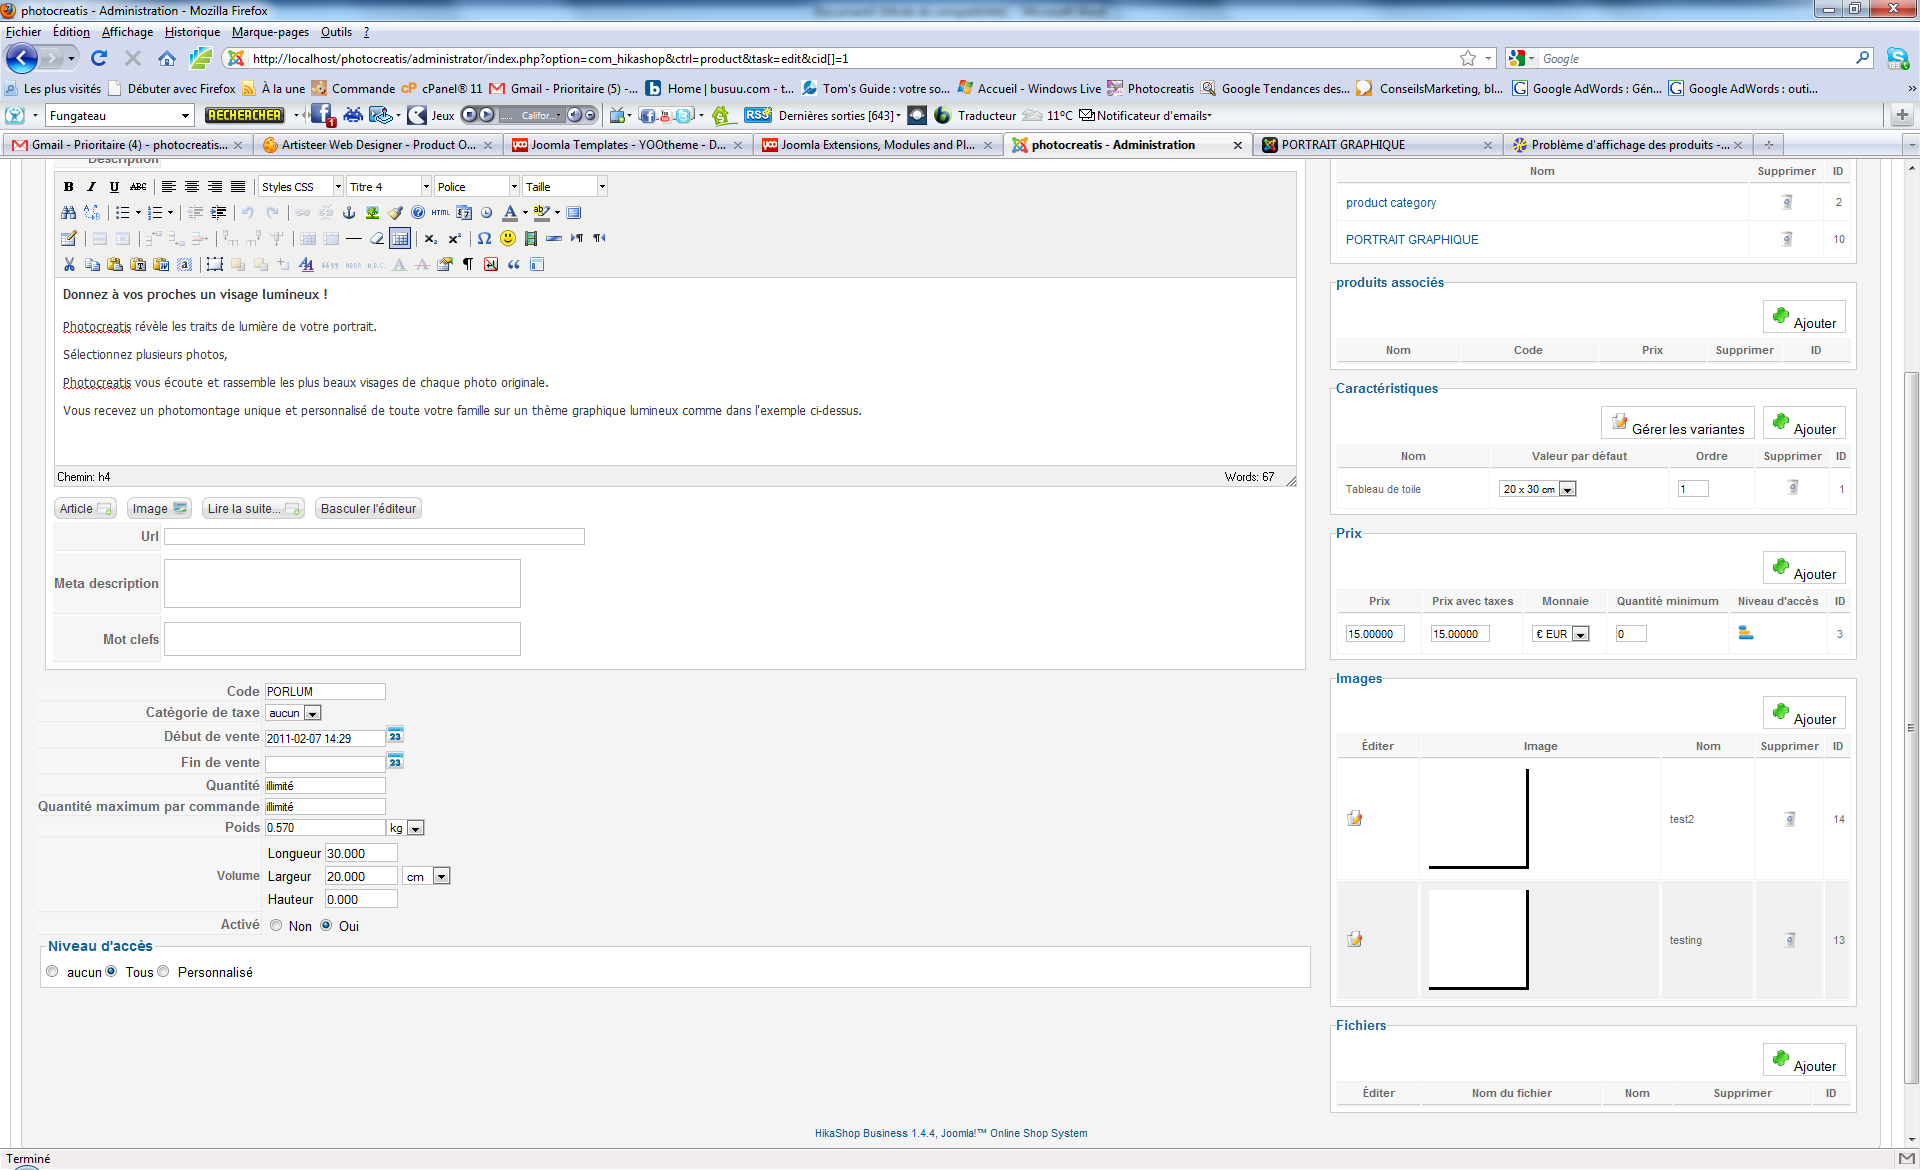 photocreatis - Administration - Mozilla Firefox
Fichier Édition Affichage Historique Marque-pages Outils ?
http://localhost/photocreatis/administrator/index.php?option=com_hikashop&ctrl=product&task=edit&cid[]=1
Google
Les plus visités Débuter avec Firefox À la une Commande cPanel® 11 Gmail - Prioritaire (5) -... Home | busuu.com - t... Tom's Guide : votre so... Accueil - Windows Live Photocreatis Google Tendances des... ConseilsMarketing, bl... Google AdWords : Gén... Google AdWords : outi... »
Fungateau RECHERCHER 1 Jeux ..... Califor... Dernières sorties [643] Traducteur 11°C Notificateur d'emails
Gmail - Prioritaire (4) - photocreatis... Artisteer Web Designer - Product O... Joomla Templates - YOOtheme - D... Joomla Extensions, Modules and Pl... photocreatis - Administration PORTRAIT GRAPHIQUE Problème d'affichage des produits -...
Description
B I U ABC Styles CSS Titre 4 Police Taille
HTML
Donnez à vos proches un visage lumineux !
Photocreatis révèle les traits de lumière de votre portrait.
Sélectionnez plusieurs photos,
Photocreatis vous écoute et rassemble les plus beaux visages de chaque photo originale.
Vous recevez un photomontage unique et personnalisé de toute votre famille sur un thème graphique lumineux comme dans l'exemple ci-dessus.
Chemin: h4 Words: 67
Article Image Lire la suite... Basculer l'éditeur
Url
Meta description
Mot clefs
Code PORLUM
Catégorie de taxe aucun
Début de vente 2011-02-07 14:29 23
Fin de vente 23
Quantité illimité
Quantité maximum par commande illimité
Poids 0.570 kg
Longueur 30.000
Volume Largeur 20.000 cm
Hauteur 0.000
Activé Non Oui
Niveau d'accès
aucun Tous Personnalisé
Nom Supprimer ID
product category 2
PORTRAIT GRAPHIQUE 10
produits associés
Ajouter
Nom Code Prix Supprimer ID
Caractéristiques
Gérer les variantes Ajouter
Nom Valeur par défaut Ordre Supprimer ID
Tableau de toile 20 x 30 cm 1 1
Prix
Ajouter
Prix Prix avec taxes Monnaie Quantité minimum Niveau d'accès ID
15.00000 15.00000 € EUR 0 3
Images
Ajouter
Éditer Image Nom Supprimer ID
test2 14
testing 13
Fichiers
Ajouter
Éditer Nom du fichier Nom Supprimer ID
HikaShop Business 1.4.4, Joomla!™ Online Shop System
Terminé